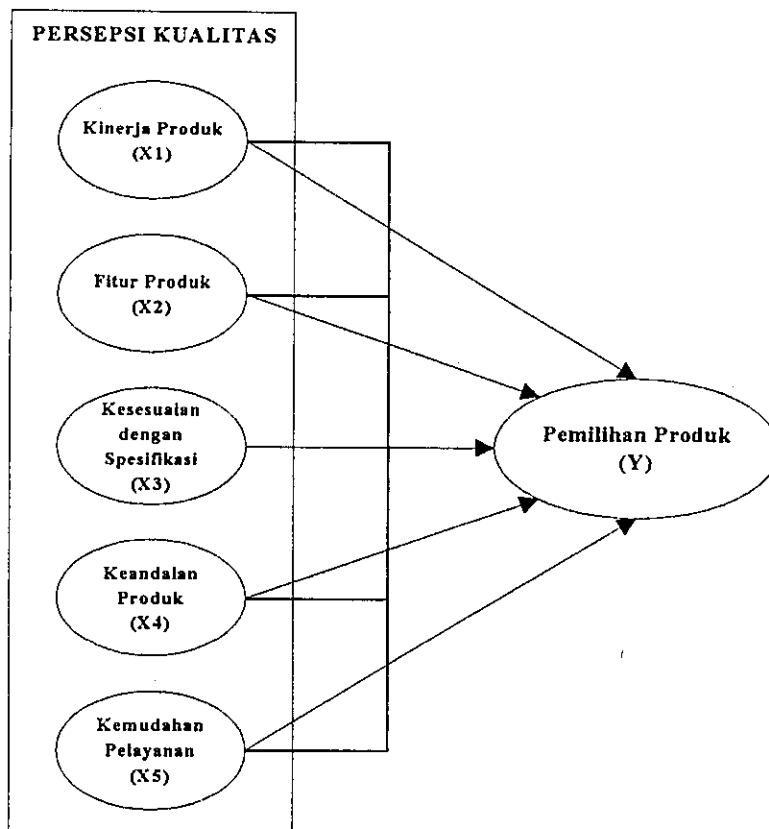 PERSEPSI KUALITAS
Kinerja Produk
(X1)
Fitur Produk
(X2)
Kesesuaian
dengan
Spesifikasi
(X3)
Pemilihan Produk
(Y)
Keandalan
Produk
(X4)
Kemudahan
Pelayanan
(X5)